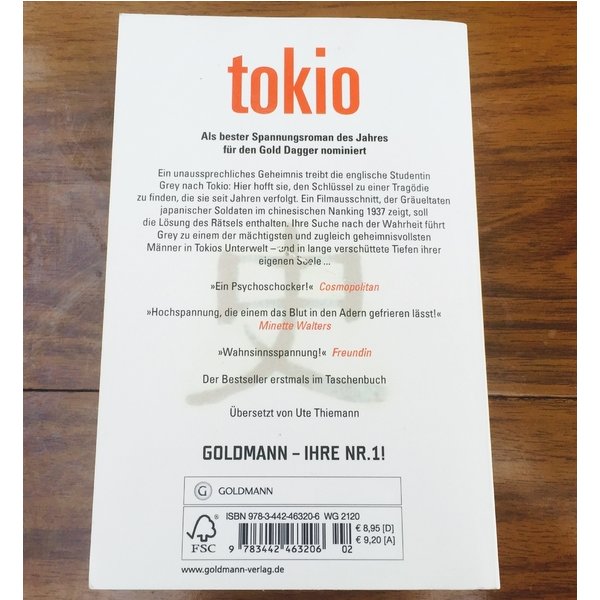 tokio
Als bester Spannungsroman des Jahres
für den Gold Dagger nominiert
Ein unaussprechliches Geheimnis treibt die englische Studentin
Grey nach Tokio: Hier hofft sie, den Schlüssel zu einer Tragödie
zu finden, die sie seit Jahren verfolgt. Ein Filmausschnitt, der Gräueltaten
japanischer Soldaten im chinesischen Nanking 1937 zeigt, soll
die Lösung des Rätsels enthalten. Ihre Suche nach der Wahrheit führt
Grey zu einem der mächtigsten und zugleich geheimnisvollsten
Männer in Tokios Unterwelt – und in lange verschüttete Tiefen ihrer
eigenen Seele ...
史
»Ein Psychoschocker!« Cosmopolitan
»Hochspannung, die einem das Blut in den Adern gefrieren lässt!«
Minette Walters
»Wahnsinnsspannung!« Freundin
Der Bestseller erstmals im Taschenbuch
Übersetzt von Ute Thiemann
GOLDMANN – IHRE NR.1!
G GOLDMANN
ISBN 978-3-442-46320-6 WG 2120
€ 8,95 [D]
€ 9,20 [A]
FSC
9 783442 463206 02
www.goldmann-verlag.de